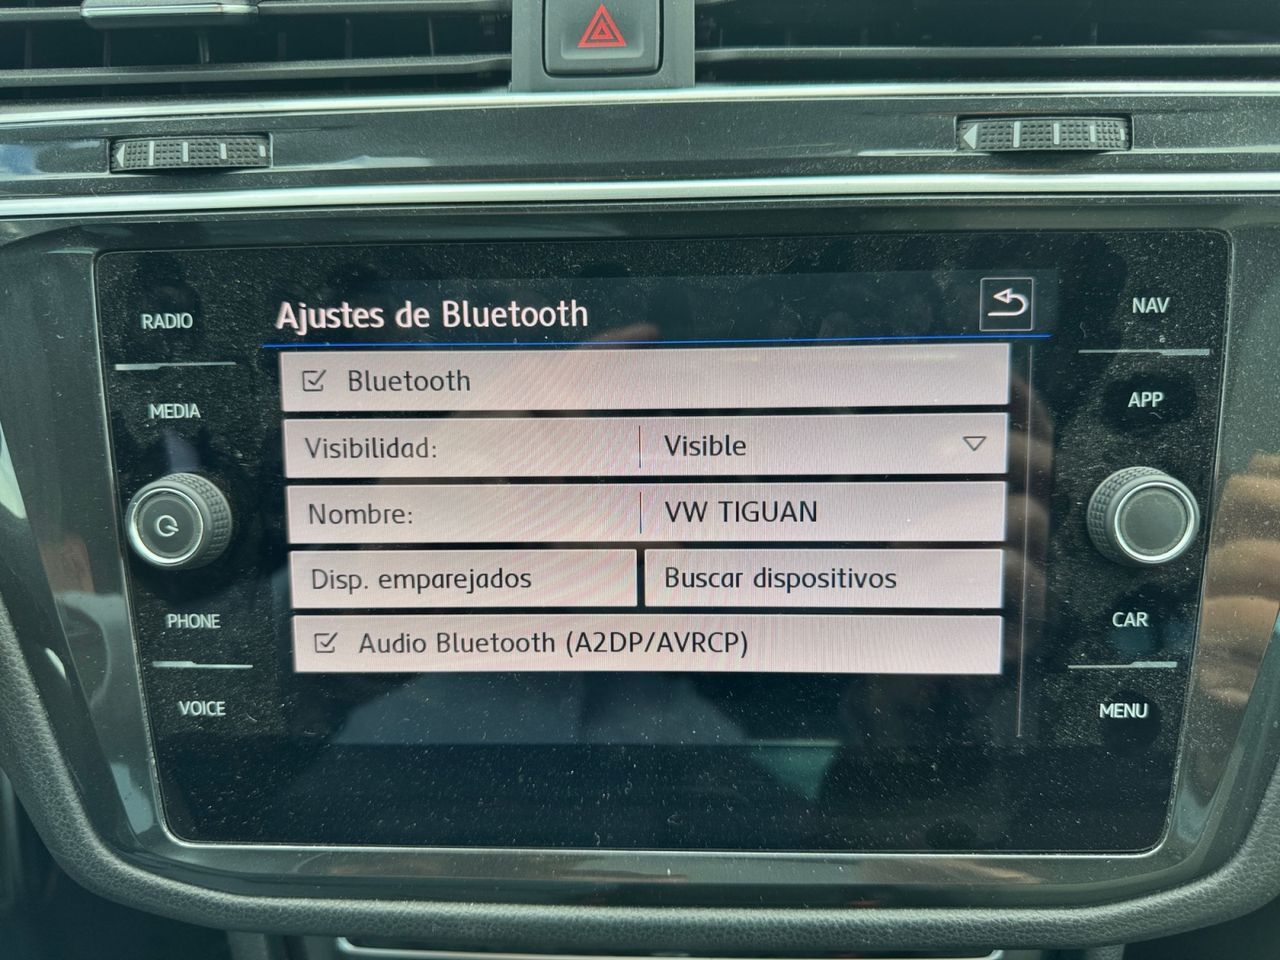 RADIO
MEDIA
PHONE
VOICE
Ajustes de Bluetooth
Bluetooth
Visibilidad: Visible
Nombre: VW TIGUAN
Disp. emparejados Buscar dispositivos
Audio Bluetooth (A2DP/AVRCP)
NAV
APP
CAR
MENU